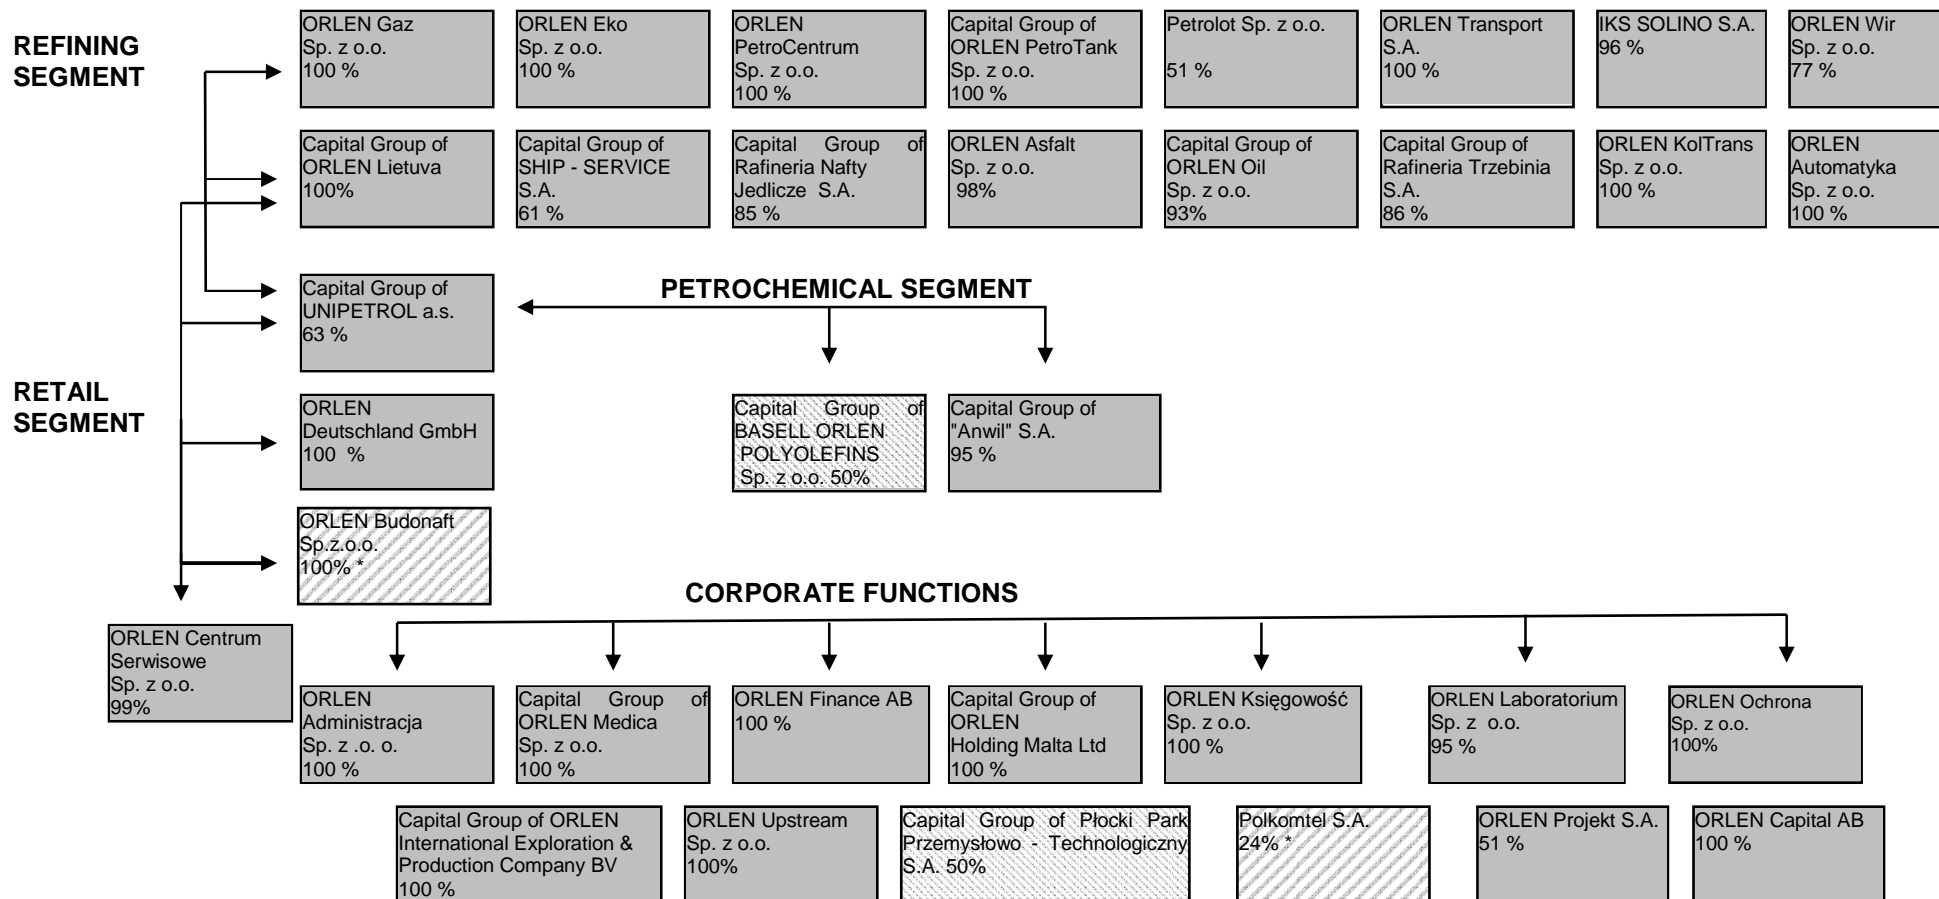 REFINING
SEGMENT
ORLEN Gaz
Sp. z o.o.
100 %
ORLEN Eko
Sp. z o.o.
100 %
ORLEN
PetroCentrum
Sp. z o.o.
100 %
Capital Group of
ORLEN PetroTank
Sp. z o.o.
100 %
Petrolot Sp. z o.o.
51 %
ORLEN Transport
S.A.
100 %
IKS SOLINO S.A.
96 %
ORLEN Wir
Sp. z o.o.
77 %
Capital Group of
ORLEN Lietuva
100%
Capital Group of
SHIP - SERVICE
S.A.
61 %
Capital Group of
Rafineria Nafty
Jedlicze S.A.
85 %
ORLEN Asfalt
Sp. z o.o.
98%
Capital Group of
ORLEN Oil
Sp. z o.o.
93%
Capital Group of
Rafineria Trzebinia
S.A.
86 %
ORLEN KolTrans
Sp. z o.o.
100 %
ORLEN
Automatyka
Sp. z o.o.
100 %
Capital Group of
UNIPETROL a.s.
63 %
PETROCHEMICAL SEGMENT
RETAIL
SEGMENT
ORLEN
Deutschland GmbH
100 %
Capital Group of
BASELL ORLEN
POLYOLEFINS
Sp. z o.o. 50%
Capital Group of
"Anwil" S.A.
95 %
ORLEN Budonaft
Sp.z.o.o.
100% *
CORPORATE FUNCTIONS
ORLEN Centrum
Serwisowe
Sp. z o.o.
99%
ORLEN
Administracja
Sp. z .o. o.
100 %
Capital Group of
ORLEN Medica
Sp. z o.o.
100 %
ORLEN Finance AB
100 %
Capital Group of
ORLEN
Holding Malta Ltd
100 %
ORLEN Księgowość
Sp. z o.o.
100 %
ORLEN Laboratorium
Sp. z o.o.
95 %
ORLEN Ochrona
Sp. z o.o.
100%
Capital Group of ORLEN
International Exploration &
Production Company BV
100 %
ORLEN Upstream
Sp. z o.o.
100%
Capital Group of Płocki Park
Przemysłowo - Technologiczny
S.A. 50%
Polkomtel S.A.
24% *
ORLEN Projekt S.A.
51 %
ORLEN Capital AB
100 %